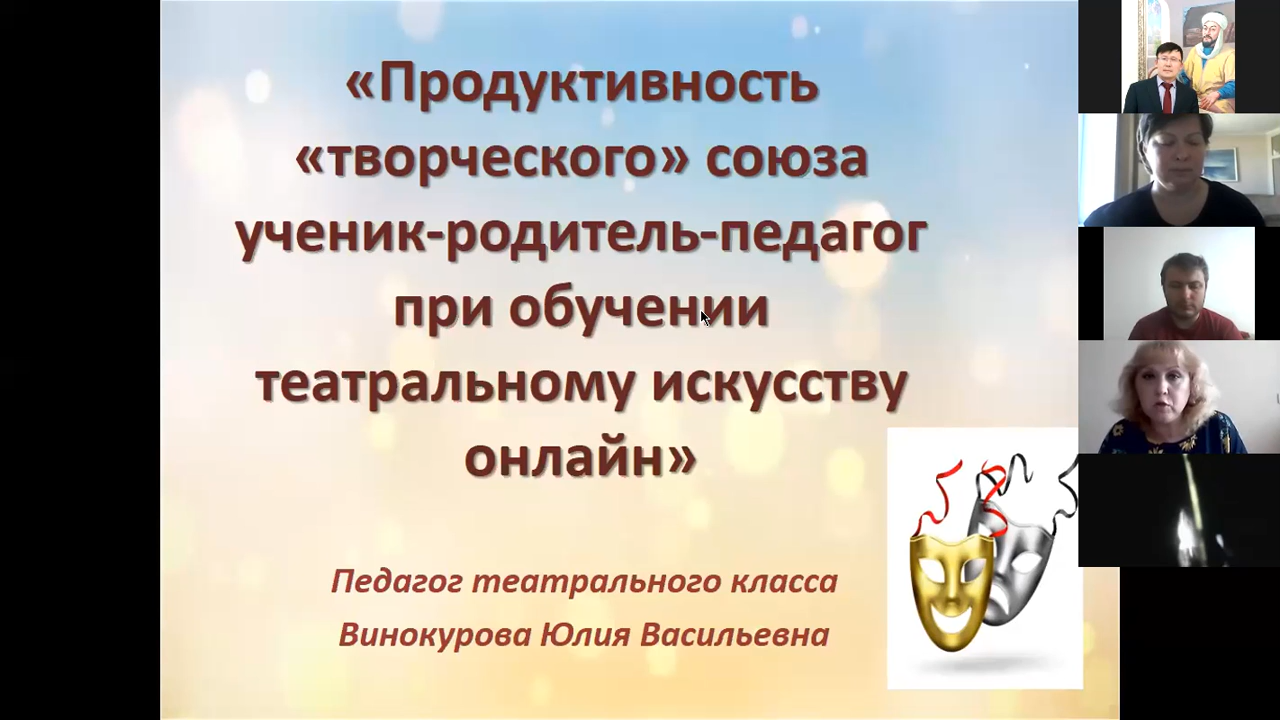 «Продуктивность
«творческого» союза
ученик-родитель-педагог
при обучении
театральному искусству
онлайн»
Педагог театрального класса
Винокурова Юлия Васильевна